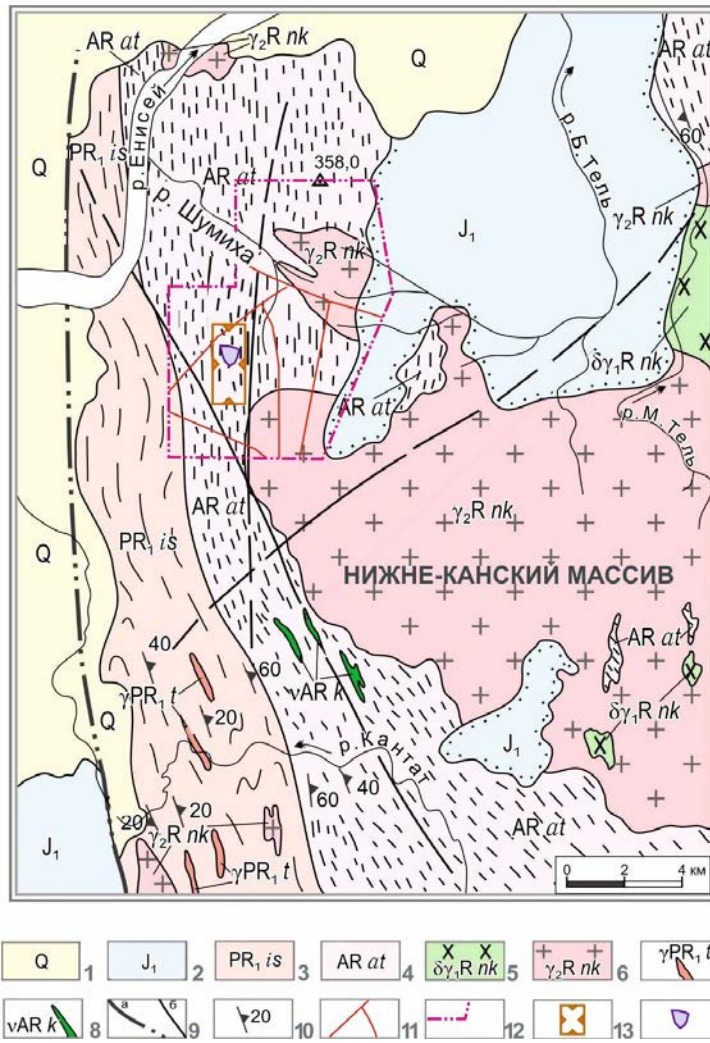 γ₂R nk
AR at
Q
AR at
р. Енисей
60
PR₁ is
Q
358,0
AR at
р. Б. Тель
р. Шумиха
J₁
γ₂R nk
γ₂R nk
δγ₁R nk
AR at
р. М. Тель
AR at
γ₂R nk
PR₁ is
Q
НИЖНЕ-КАНСКИЙ МАССИВ
40
60
AR at
γPR₁ t
νAR k
δγ₁R nk
20
Q
р. Кантат
J₁
60
40
20
20
γ₂R nk
AR at
J₁
γPR₁ t
0 2 4 км
Q 1 J₁ 2 PR₁ is 3 AR at 4 X X δγ₁R nk 5 γ₂R nk 6 γPR₁ t
νAR k 8 а б 9 20 10 11 12 13